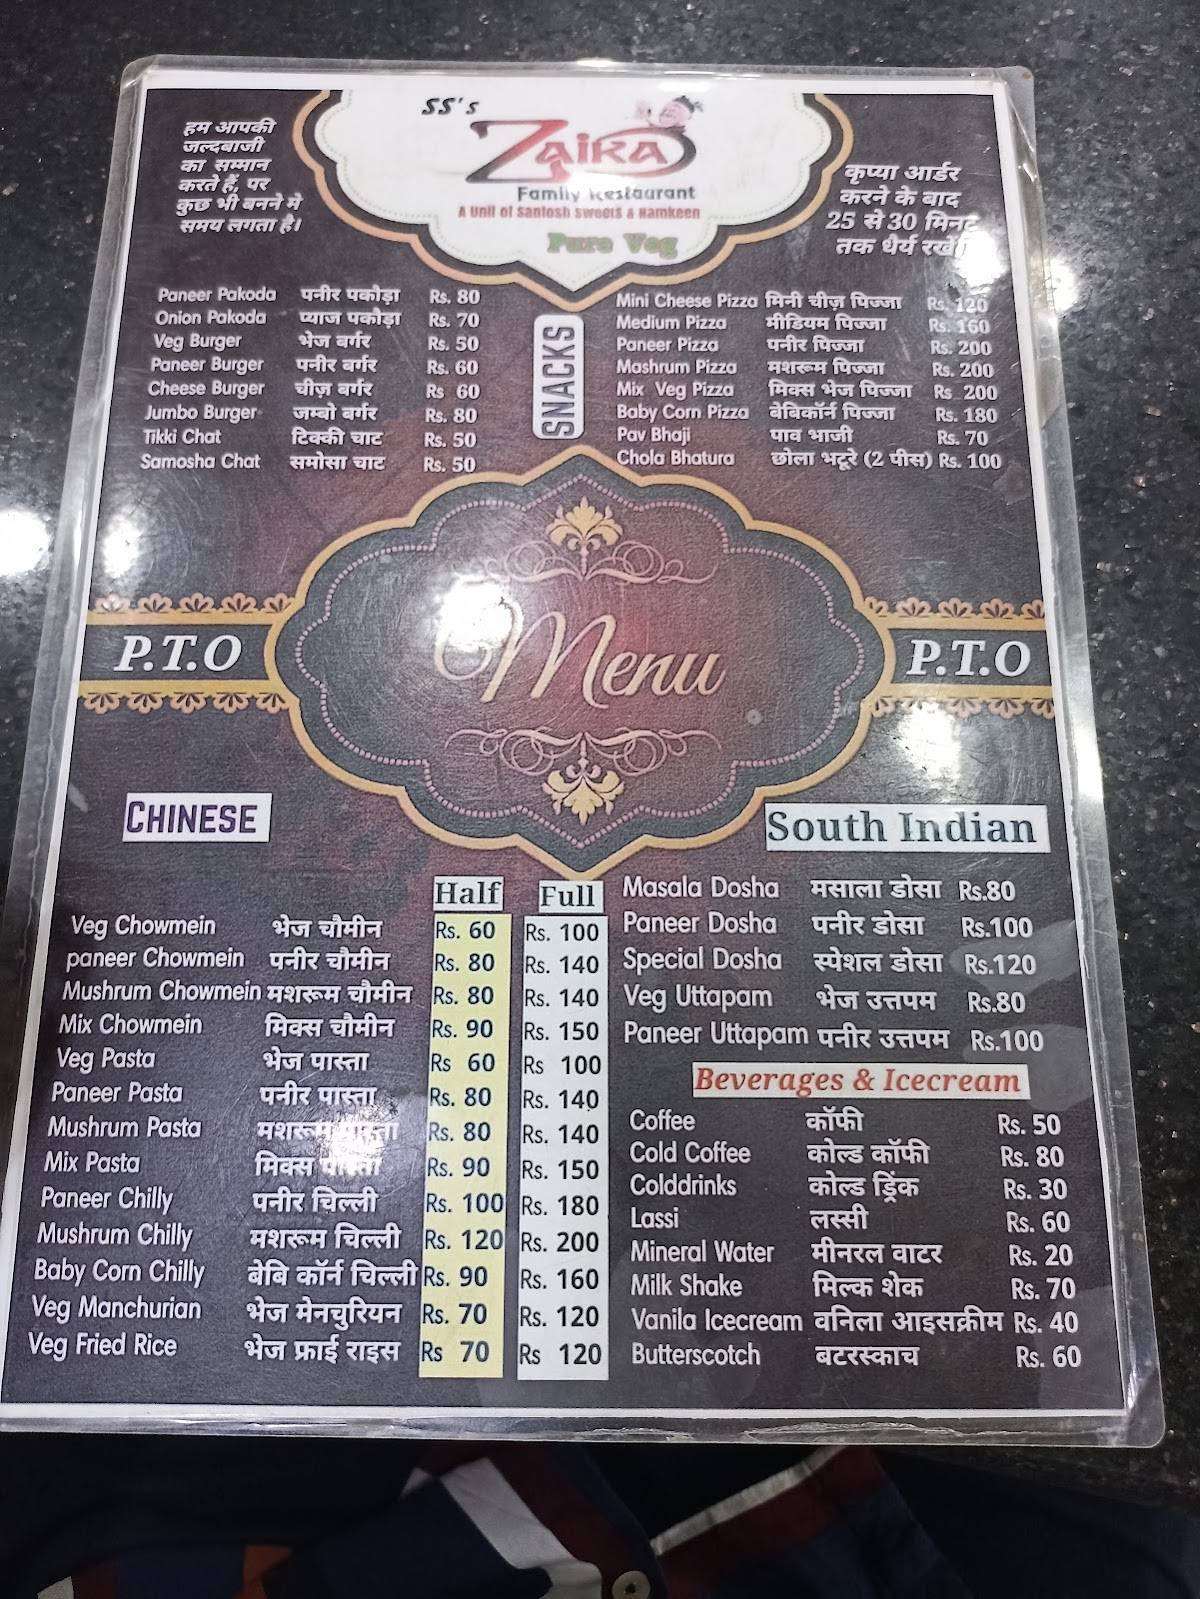 हम आपकी
जल्दबाजी
का सम्मान
करते हैं, पर
कुछ भी बनने मे
समय लगता है।
SS's
Zaika
Family Restaurant
A Unit of Santosh Sweets & Namkeen
Pure Veg
कृप्या आर्डर
करने के बाद
25 से 30 मिनट
तक धैर्य रखे
Paneer Pakoda पनीर पकौड़ा Rs. 80
Onion Pakoda प्याज पकौड़ा Rs. 70
Veg Burger भेज बर्गर Rs. 50
Paneer Burger पनीर बर्गर Rs. 60
Cheese Burger चीज़ बर्गर Rs 60
Jumbo Burger जम्बो बर्गर Rs. 80
Tikki Chat टिक्की चाट Rs. 50
Samosha Chat समोसा चाट Rs. 50
SNACKS
Mini Cheese Pizza मिनी चीज़ पिज्जा Rs. 120
Medium Pizza मीडियम पिज्जा Rs. 160
Paneer Pizza पनीर पिज्जा Rs. 200
Mashrum Pizza मशरूम पिज्जा Rs. 200
Mix Veg Pizza मिक्स भेज पिज्जा Rs 200
Baby Corn Pizza बेबिकॉर्न पिज्जा Rs. 180
Pav Bhaji पाव भाजी Rs. 70
Chola Bhatura छोला भटूरे (2 पीस) Rs. 100
P.T.O
Menu
P.T.O
CHINESE
Half Full
Veg Chowmein भेज चौमीन Rs. 60 Rs. 100
paneer Chowmein पनीर चौमीन Rs. 80 Rs. 140
Mushrum Chowmein मशरूम चौमीन Rs. 80 Rs. 140
Mix Chowmein मिक्स चौमीन Rs. 90 Rs. 150
Veg Pasta भेज पास्ता Rs 60 Rs 100
Paneer Pasta पनीर पास्ता Rs. 80 Rs. 140
Mushrum Pasta मशरूम पास्ता Rs. 80 Rs. 140
Mix Pasta मिक्स पास्ता Rs. 90 Rs. 150
Paneer Chilly पनीर चिल्ली Rs. 100 Rs. 180
Mushrum Chilly मशरूम चिल्ली Rs. 120 Rs. 200
Baby Corn Chilly बेबि कॉर्न चिल्ली Rs. 90 Rs. 160
Veg Manchurian भेज मेनचुरियन Rs. 70 Rs. 120
Veg Fried Rice भेज फ्राई राइस Rs 70 Rs 120
South Indian
Masala Dosha मसाला डोसा Rs.80
Paneer Dosha पनीर डोसा Rs.100
Special Dosha स्पेशल डोसा Rs.120
Veg Uttapam भेज उत्तपम Rs.80
Paneer Uttapam पनीर उत्तपम Rs.100
Beverages & Icecream
Coffee कॉफी Rs. 50
Cold Coffee कोल्ड कॉफी Rs. 80
Colddrinks कोल्ड ड्रिंक Rs. 30
Lassi लस्सी Rs. 60
Mineral Water मीनरल वाटर Rs. 20
Milk Shake मिल्क शेक Rs. 70
Vanila Icecream वनिला आइसक्रीम Rs. 40
Butterscotch बटरस्काच Rs. 60